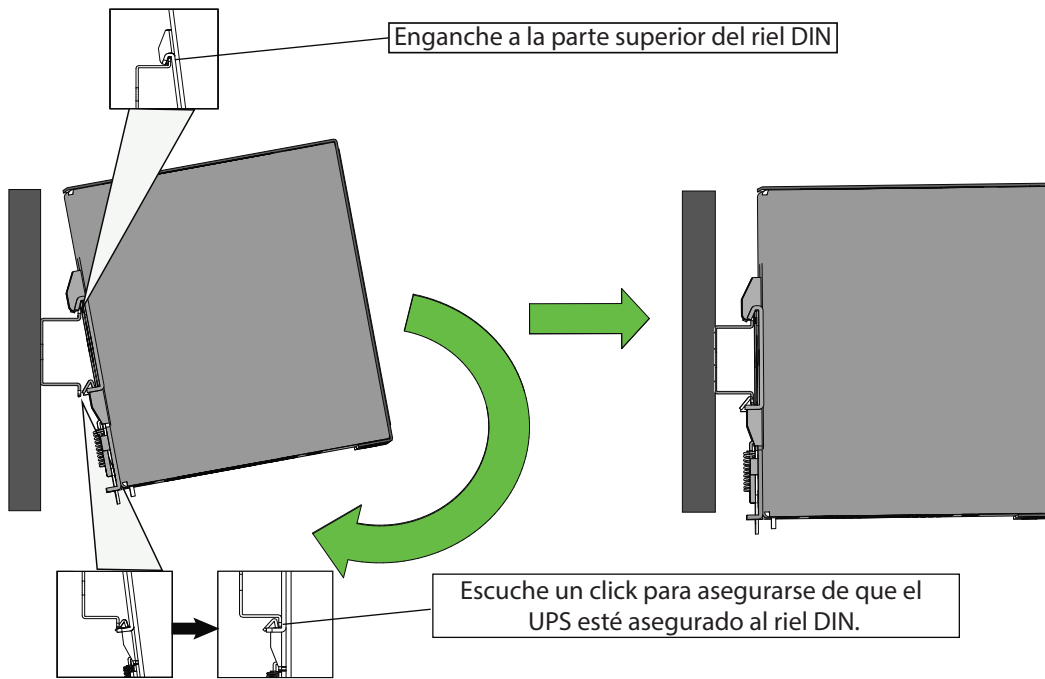 Enganche a la parte superior del riel DIN
Escuche un click para asegurarse de que el
UPS esté asegurado al riel DIN.